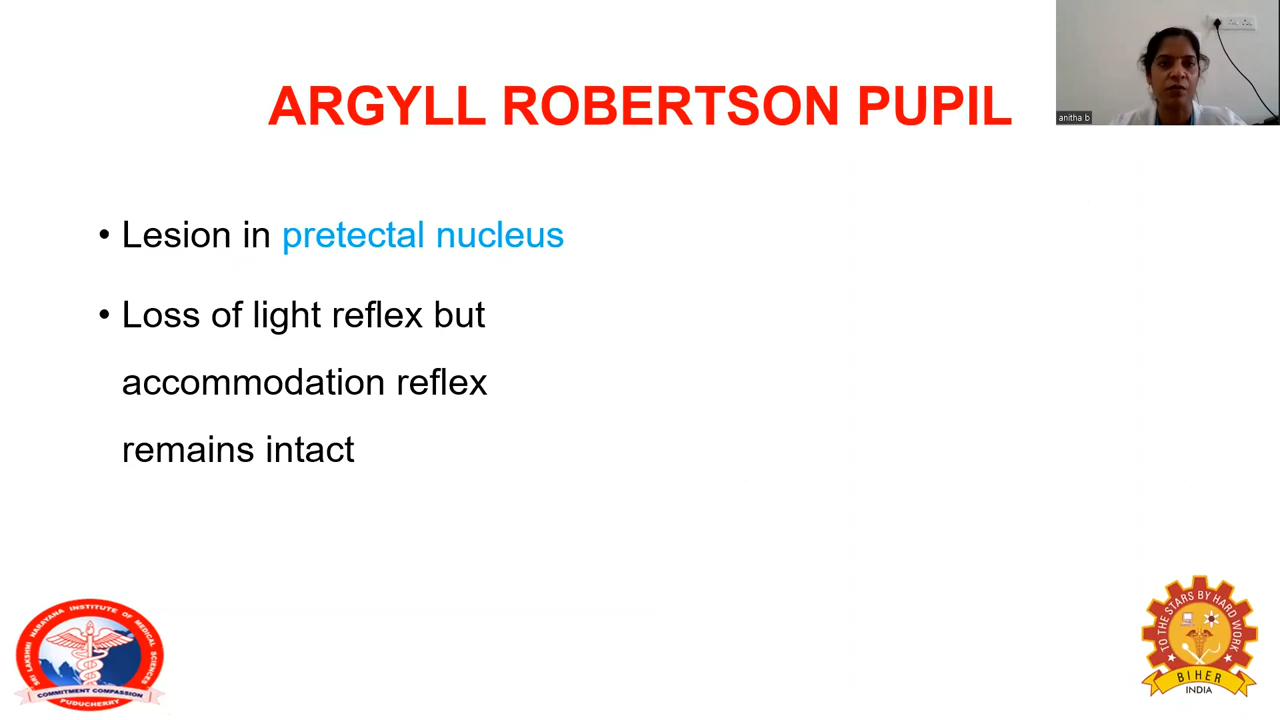 ARGYLL ROBERTSON PUPIL
anitha b
• Lesion in pretectal nucleus
• Loss of light reflex but
accommodation reflex
remains intact
SRI LAKSHMI NARAYANA INSTITUTE OF MEDICAL SCIENCES
COMMITMENT COMPASSION
PUDUCHERRY
TO THE STARS BY HARD WORK
BIHER
INDIA